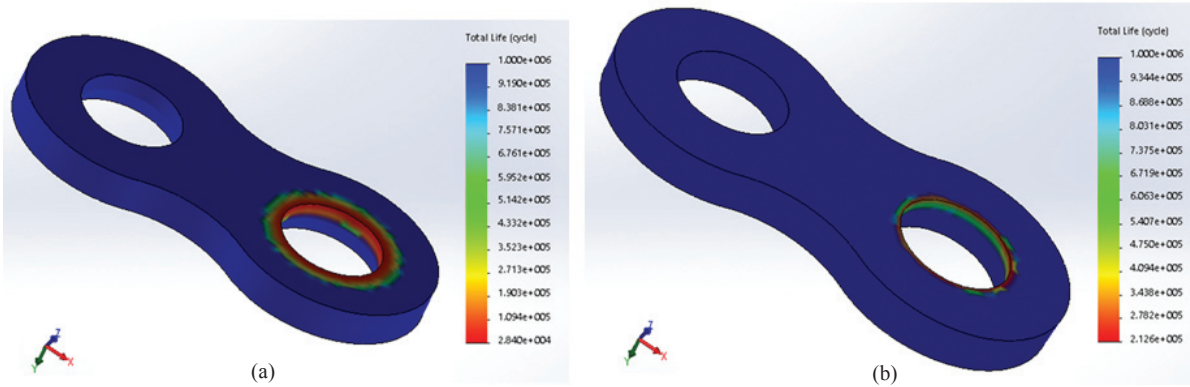 Total Life (cycle)
1.000e+006
9.190e+005
8.381e+005
7.571e+005
6.761e+005
5.952e+005
5.142e+005
4.332e+005
3.523e+005
2.713e+005
1.903e+005
1.094e+005
2.840e+004
Z
X
Y
(a)
Total Life (cycle)
1.000e+006
9.344e+005
8.688e+005
8.031e+005
7.375e+005
6.719e+005
6.063e+005
5.407e+005
4.750e+005
4.094e+005
3.438e+005
2.782e+005
2.126e+005
Z
X
Y
(b)